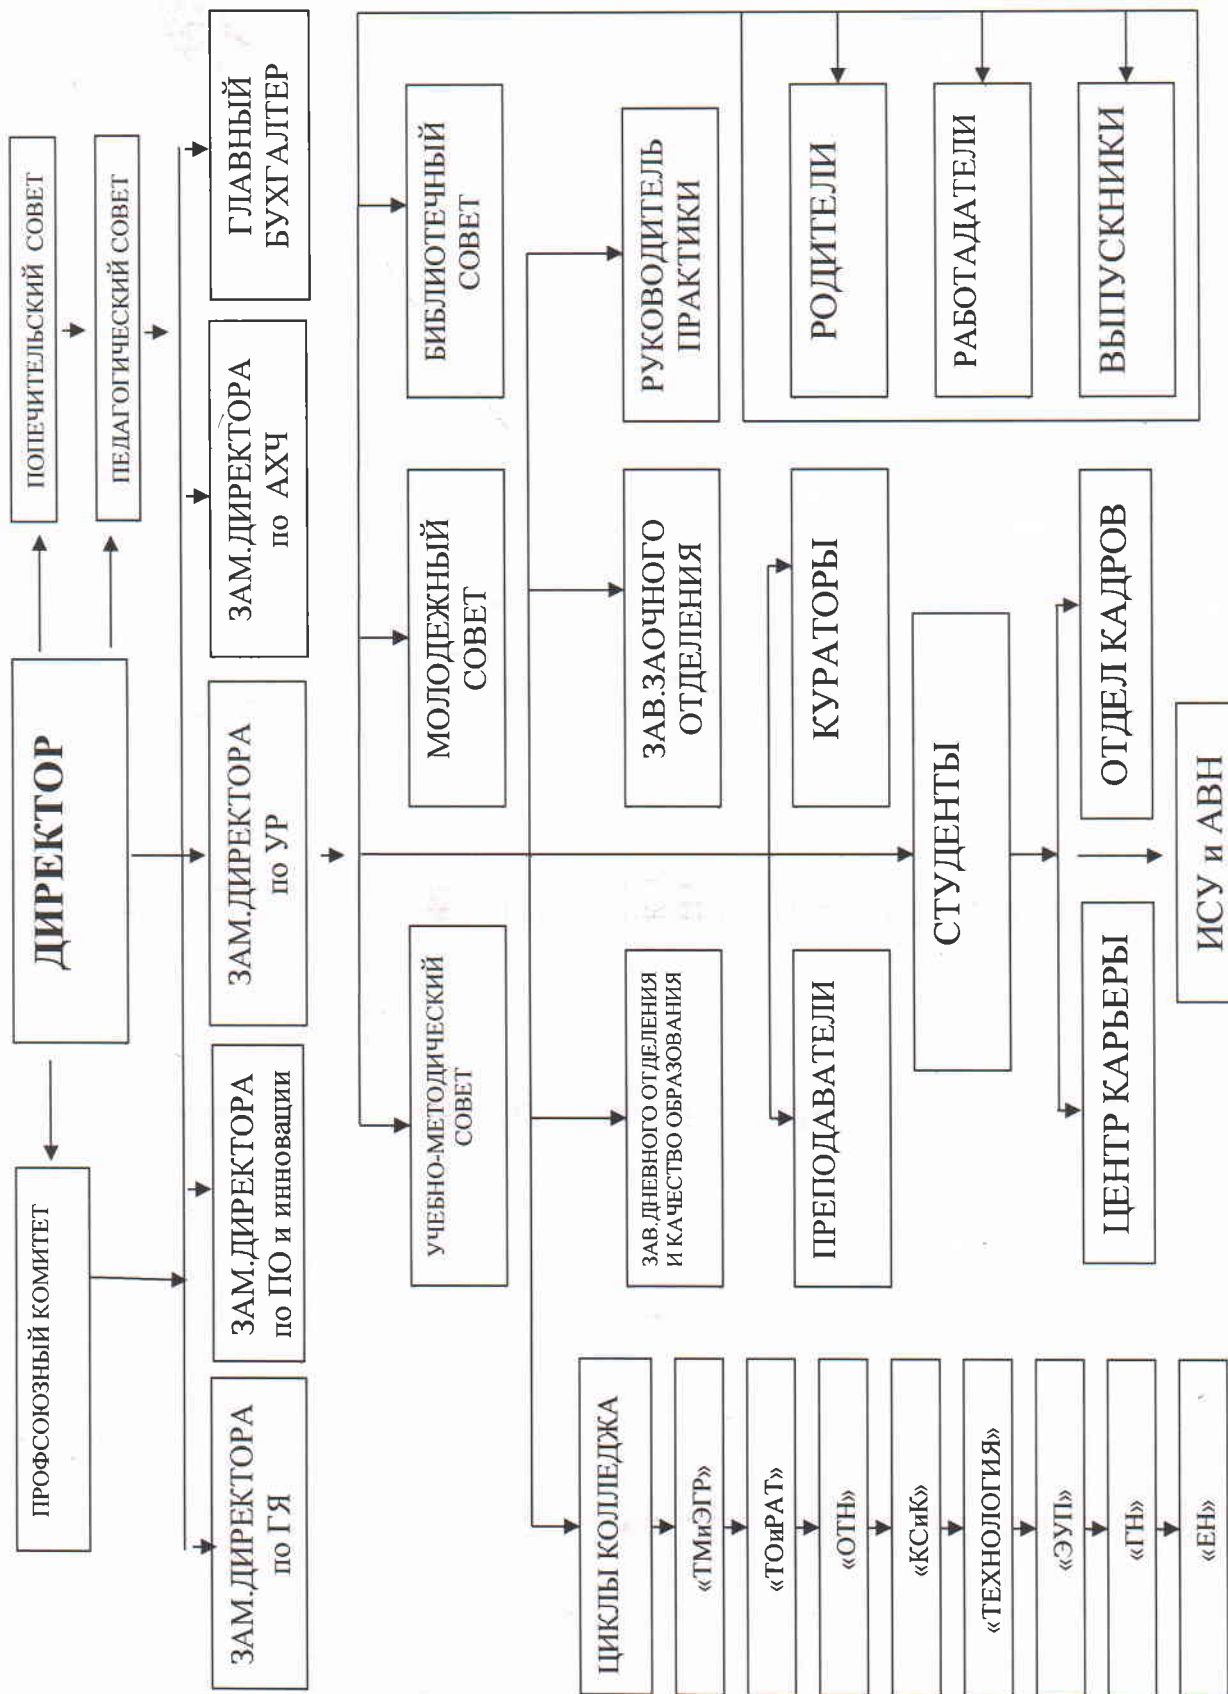 ДИРЕКТОР
ПРОФСОЮЗНЫЙ КОМИТЕТ
ПОПЕЧИТЕЛЬСКИЙ СОВЕТ
ПЕДАГОГИЧЕСКИЙ СОВЕТ
ЗАМ.ДИРЕКТОРА
по ГЯ
ЗАМ.ДИРЕКТОРА
по ПО и инновации
ЗАМ.ДИРЕКТОРА
по УР
ЗАМ.ДИРЕКТОРА
по АХЧ
ГЛАВНЫЙ
БУХГАЛТЕР
УЧЕБНО-МЕТОДИЧЕСКИЙ
СОВЕТ
МОЛОДЕЖНЫЙ
СОВЕТ
БИБЛИОТЕЧНЫЙ
СОВЕТ
ЦИКЛЫ КОЛЛЕДЖА
«ТМиЭГР»
«ТОиРАТ»
«ОТН»
«КСиК»
«ТЕХНОЛОГИЯ»
«ЭУП»
«ГН»
«ЕН»
ЗАВ.ДНЕВНОГО ОТДЕЛЕНИЯ
И КАЧЕСТВО ОБРАЗОВАНИЯ
ЗАВ.ЗАОЧНОГО
ОТДЕЛЕНИЯ
РУКОВОДИТЕЛЬ
ПРАКТИКИ
ПРЕПОДАВАТЕЛИ
КУРАТОРЫ
РОДИТЕЛИ
РАБОТАДАТЕЛИ
ВЫПУСКНИКИ
СТУДЕНТЫ
ЦЕНТР КАРЬЕРЫ
ОТДЕЛ КАДРОВ
ИСУ и АВН